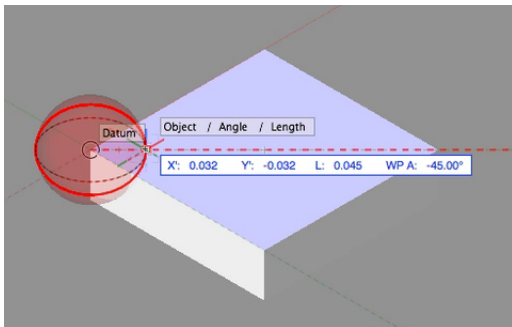 Datum
Object / Angle / Length
X': 0.032 Y': -0.032 L: 0.045 WP A: -45.00°